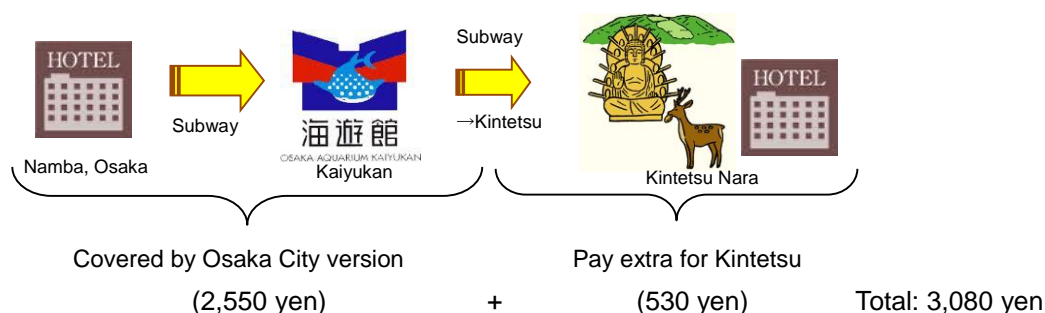 HOTEL
Subway
Namba, Osaka
海遊館
OSAKA AQUARIUM KAIYUKAN
Kaiyukan
Subway
→Kintetsu
HOTEL
Kintetsu Nara
Covered by Osaka City version
Pay extra for Kintetsu
(2,550 yen) + (530 yen) Total: 3,080 yen